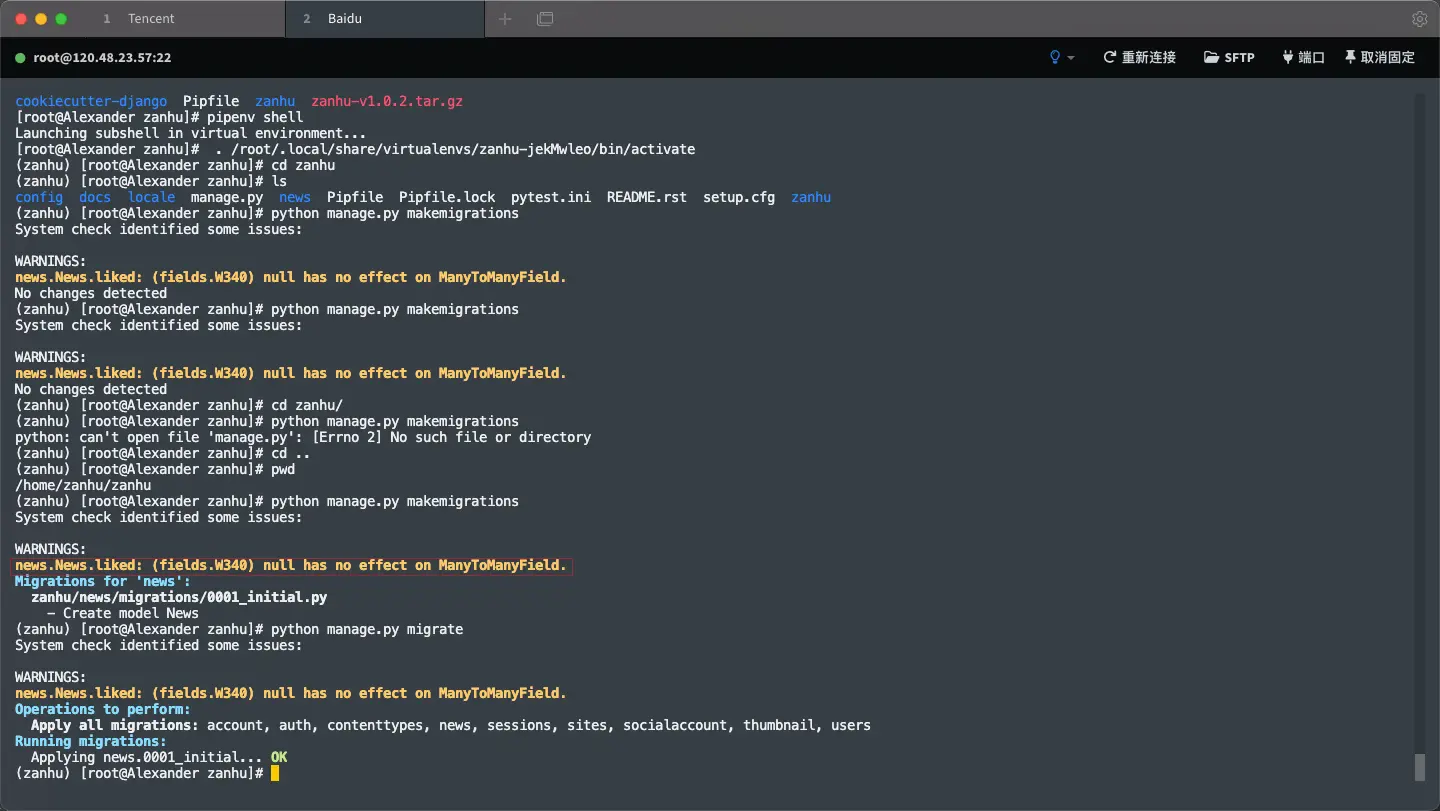 1 Tencent 2 Baidu
root@120.48.23.57:22 重新连接 SFTP 端口 取消固定
cookiecutter-django Pipfile zanhu zanhu-v1.0.2.tar.gz
[root@Alexander zanhu]# pipenv shell
Launching subshell in virtual environment...
[root@Alexander zanhu]#  . /root/.local/share/virtualenvs/zanhu-jekMwleo/bin/activate
(zanhu) [root@Alexander zanhu]# cd zanhu
(zanhu) [root@Alexander zanhu]# ls
config docs locale manage.py news Pipfile Pipfile.lock pytest.ini README.rst setup.cfg zanhu
(zanhu) [root@Alexander zanhu]# python manage.py makemigrations
System check identified some issues:
WARNINGS:
news.News.liked: (fields.W340) null has no effect on ManyToManyField.
No changes detected
(zanhu) [root@Alexander zanhu]# python manage.py makemigrations
System check identified some issues:
WARNINGS:
news.News.liked: (fields.W340) null has no effect on ManyToManyField.
No changes detected
(zanhu) [root@Alexander zanhu]# cd zanhu/
(zanhu) [root@Alexander zanhu]# python manage.py makemigrations
python: can't open file 'manage.py': [Errno 2] No such file or directory
(zanhu) [root@Alexander zanhu]# cd ..
(zanhu) [root@Alexander zanhu]# pwd
/home/zanhu/zanhu
(zanhu) [root@Alexander zanhu]# python manage.py makemigrations
System check identified some issues:
WARNINGS:
news.News.liked: (fields.W340) null has no effect on ManyToManyField.
Migrations for 'news':
zanhu/news/migrations/0001_initial.py
– Create model News
(zanhu) [root@Alexander zanhu]# python manage.py migrate
System check identified some issues:
WARNINGS:
news.News.liked: (fields.W340) null has no effect on ManyToManyField.
Operations to perform:
Apply all migrations: account, auth, contenttypes, news, sessions, sites, socialaccount, thumbnail, users
Running migrations:
Applying news.0001_initial... OK
(zanhu) [root@Alexander zanhu]#